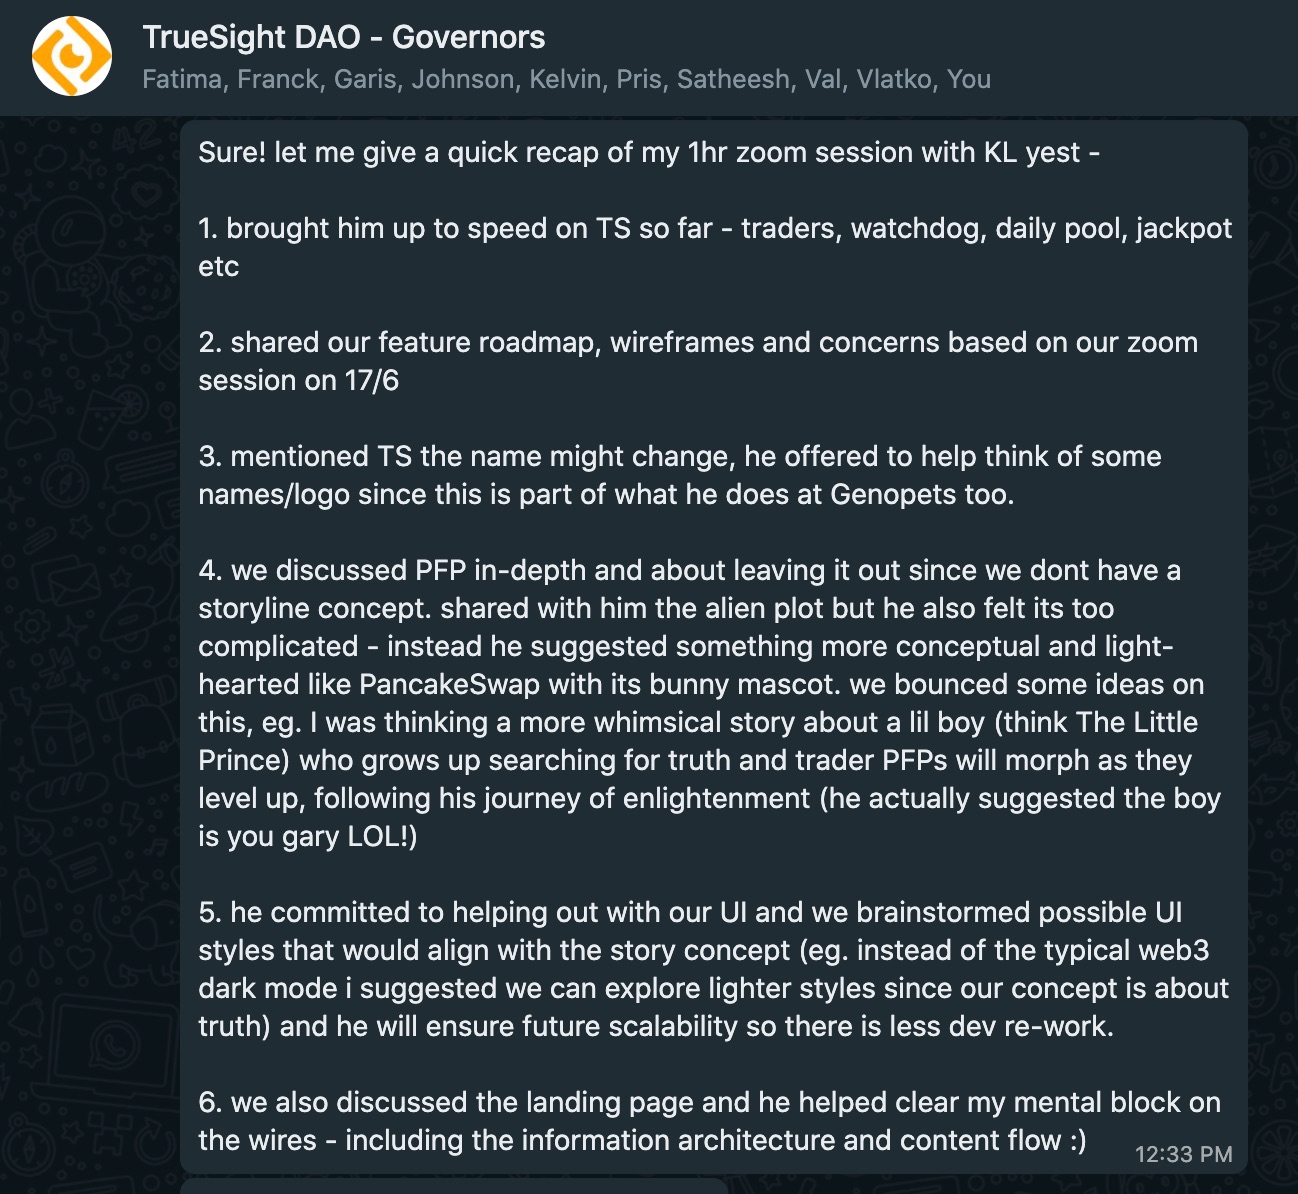 TrueSight DAO - Governors
Fatima, Franck, Garis, Johnson, Kelvin, Pris, Satheesh, Val, Vlatko, You
Sure! let me give a quick recap of my 1hr zoom session with KL yest -
1. brought him up to speed on TS so far - traders, watchdog, daily pool, jackpot
etc
2. shared our feature roadmap, wireframes and concerns based on our zoom
session on 17/6
3. mentioned TS the name might change, he offered to help think of some
names/logo since this is part of what he does at Genopets too.
4. we discussed PFP in-depth and about leaving it out since we dont have a
storyline concept. shared with him the alien plot but he also felt its too
complicated - instead he suggested something more conceptual and light-
hearted like PancakeSwap with its bunny mascot. we bounced some ideas on
this, eg. I was thinking a more whimsical story about a lil boy (think The Little
Prince) who grows up searching for truth and trader PFPs will morph as they
level up, following his journey of enlightenment (he actually suggested the boy
is you gary LOL!)
5. he committed to helping out with our UI and we brainstormed possible UI
styles that would align with the story concept (eg. instead of the typical web3
dark mode i suggested we can explore lighter styles since our concept is about
truth) and he will ensure future scalability so there is less dev re-work.
6. we also discussed the landing page and he helped clear my mental block on
the wires - including the information architecture and content flow :)
12:33 PM